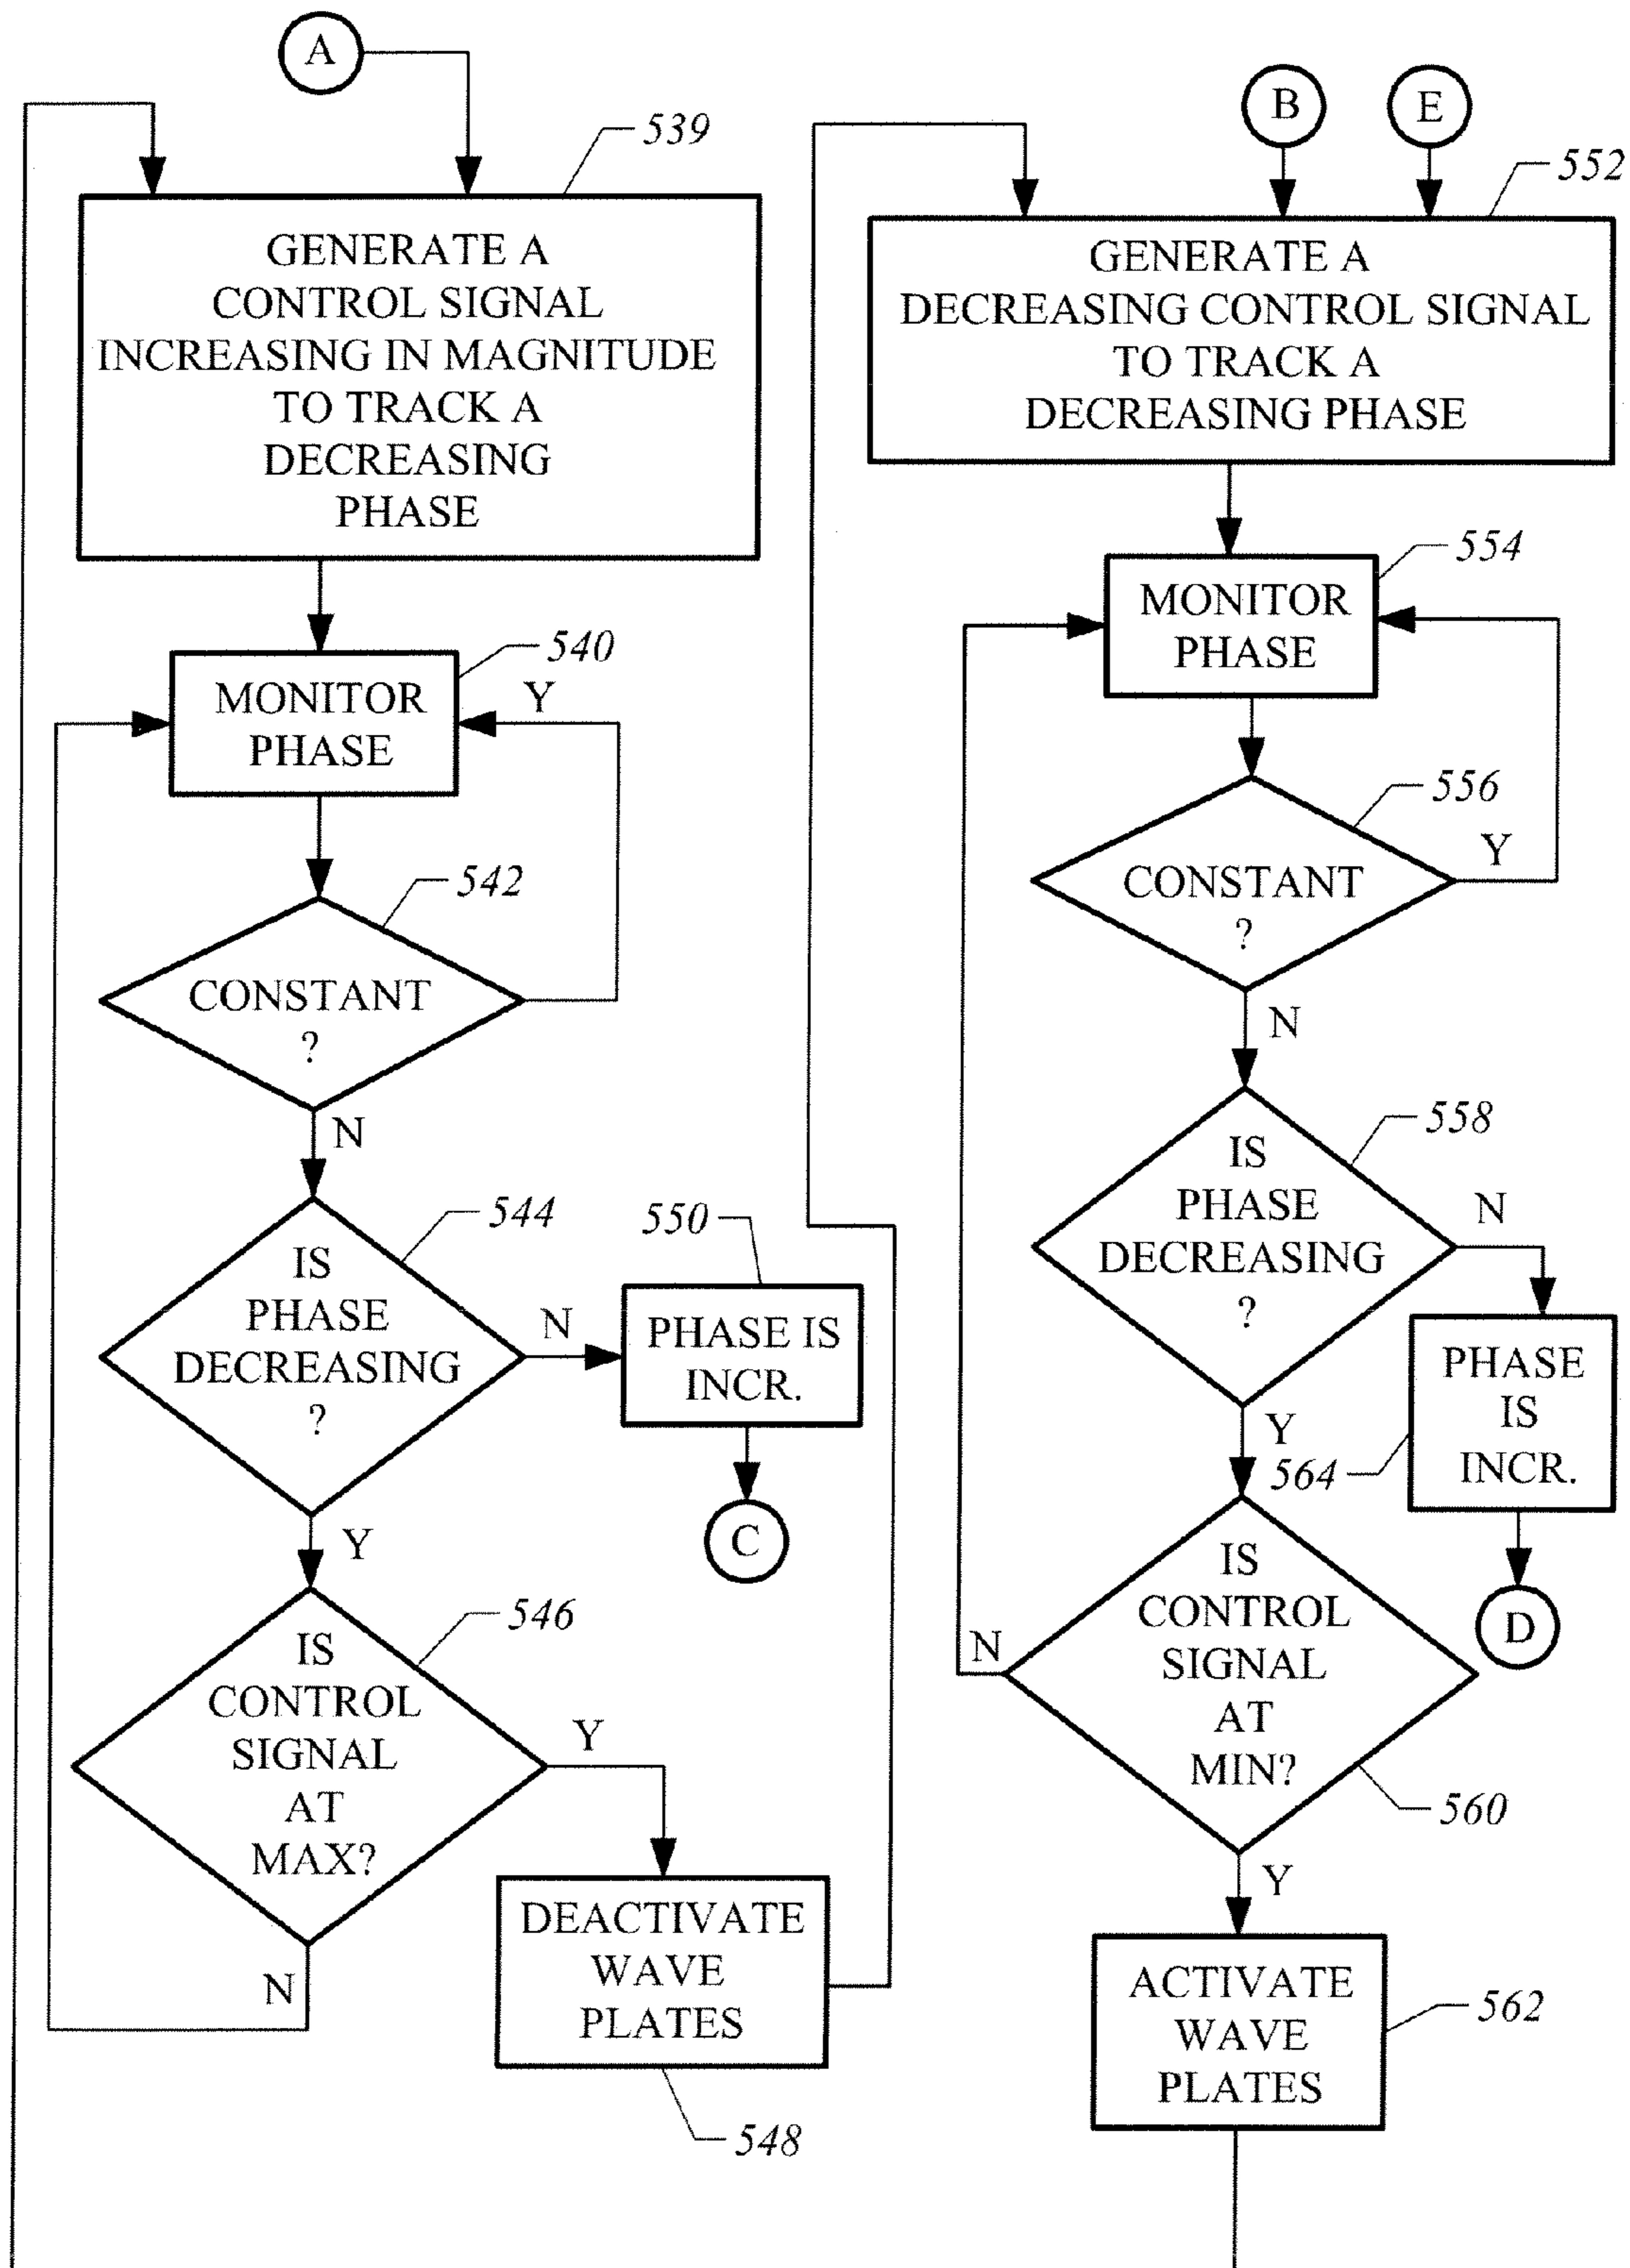 A
539
GENERATE A
CONTROL SIGNAL
INCREASING IN MAGNITUDE
TO TRACK A
DECREASING
PHASE
540
MONITOR
PHASE
Y
542
CONSTANT
?
N
544
IS
PHASE
DECREASING
?
N
550
PHASE IS
INCR.
C
Y
546
IS
CONTROL
SIGNAL
AT
MAX?
Y
N
DEACTIVATE
WAVE
PLATES
548
B
E
552
GENERATE A
DECREASING CONTROL SIGNAL
TO TRACK A
DECREASING PHASE
554
MONITOR
PHASE
556
CONSTANT
?
Y
N
558
IS
PHASE
DECREASING
?
N
PHASE
IS
INCR.
564
D
Y
IS
CONTROL
SIGNAL
AT
MIN?
N
560
Y
ACTIVATE
WAVE
PLATES
562